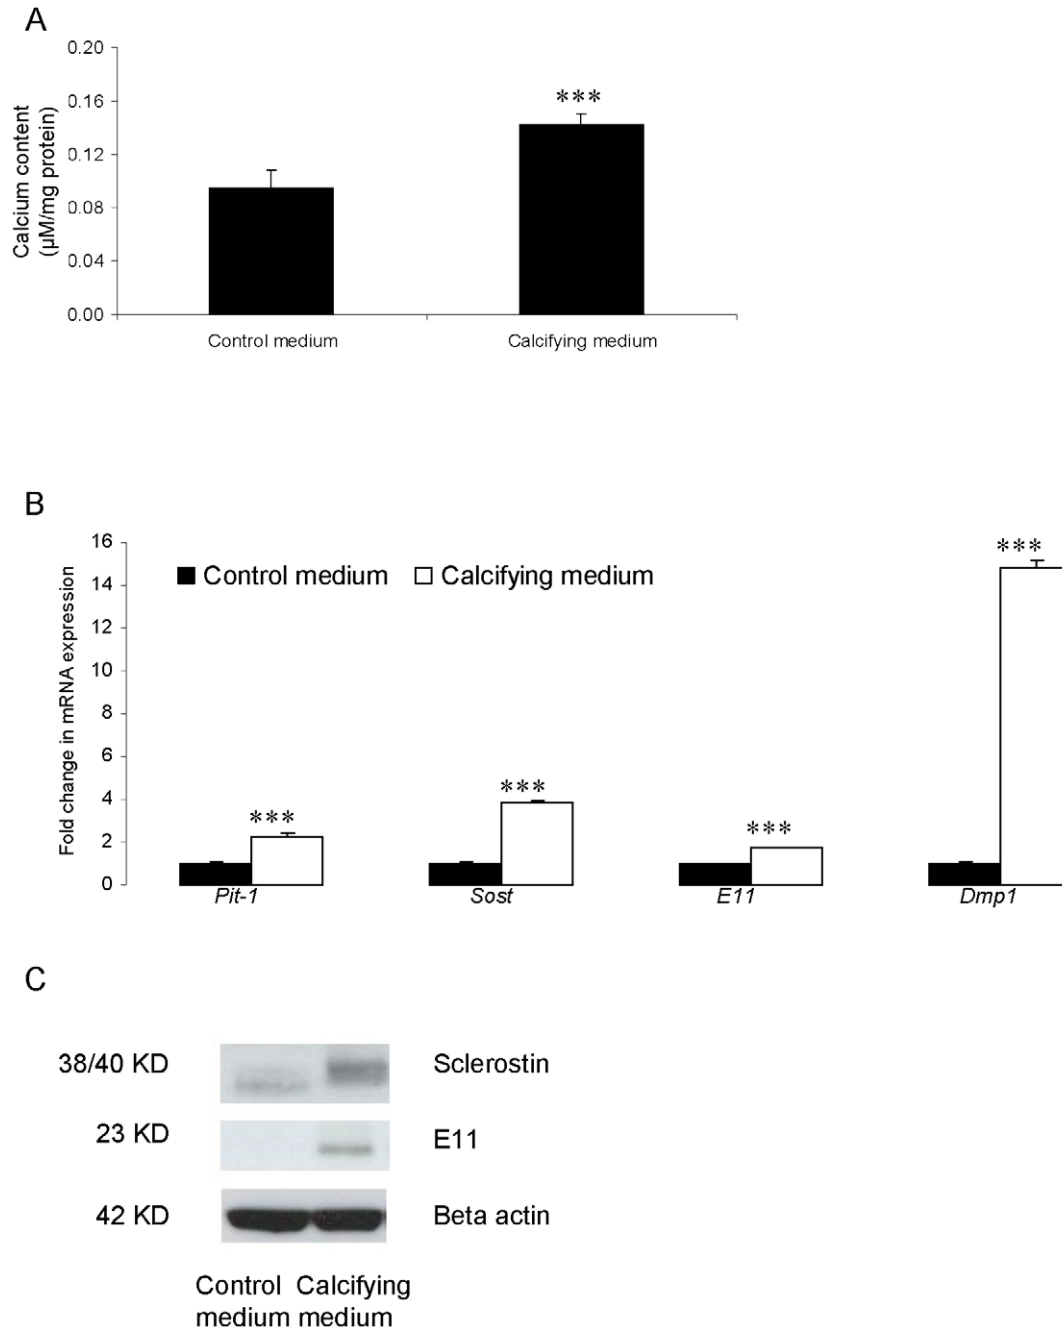 A
0.20
0.16
0.12
0.08
0.04
0.00
Calcium content
(μM/mg protein)
***
Control medium
Calcifying medium
B
16
14
12
10
8
6
4
2
0
Fold change in mRNA expression
Control medium
Calcifying medium
***
***
***
***
Pit-1
Sost
E11
Dmp1
C
38/40 KD
Sclerostin
23 KD
E11
42 KD
Beta actin
Control Calcifying
medium medium